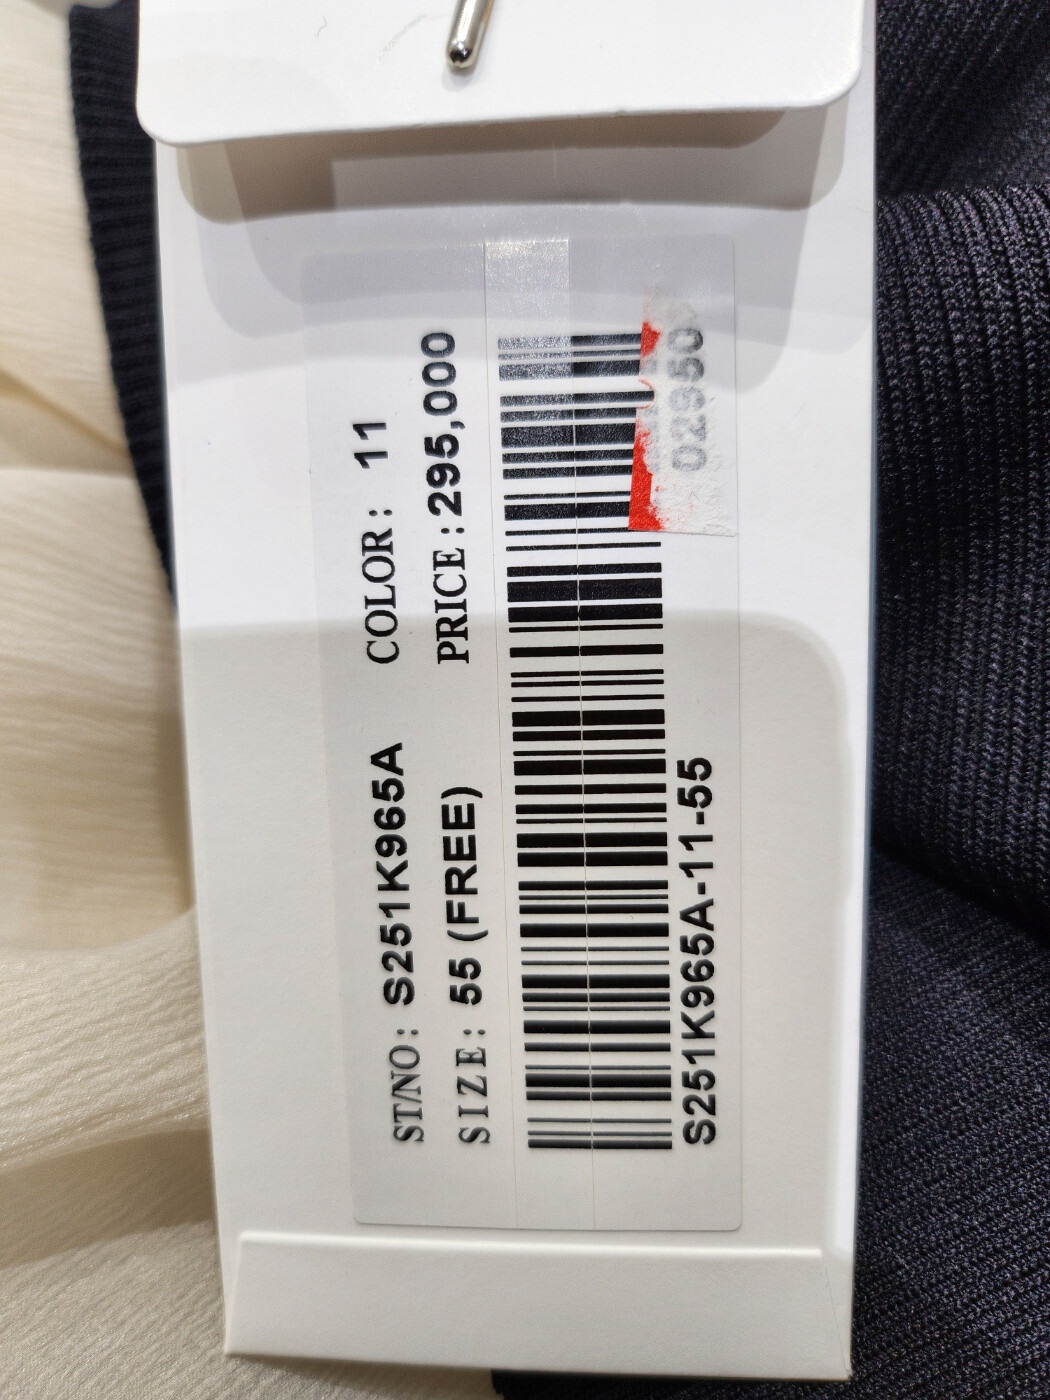 ST/NO : S251K965A COLOR : 11
SIZE : 55 (FREE) PRICE : 295,000
02950
S251K965A-11-55